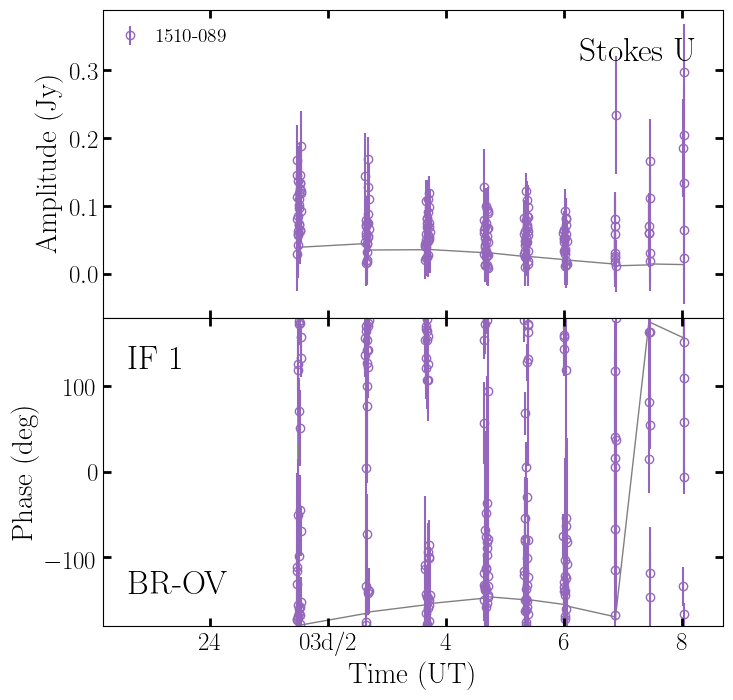 1510-089
Stokes U
Amplitude (Jy)
0.3
0.2
0.1
0.0
IF 1
Phase (deg)
100
0
−100
BR-OV
24 03d/2 4 6 8
Time (UT)